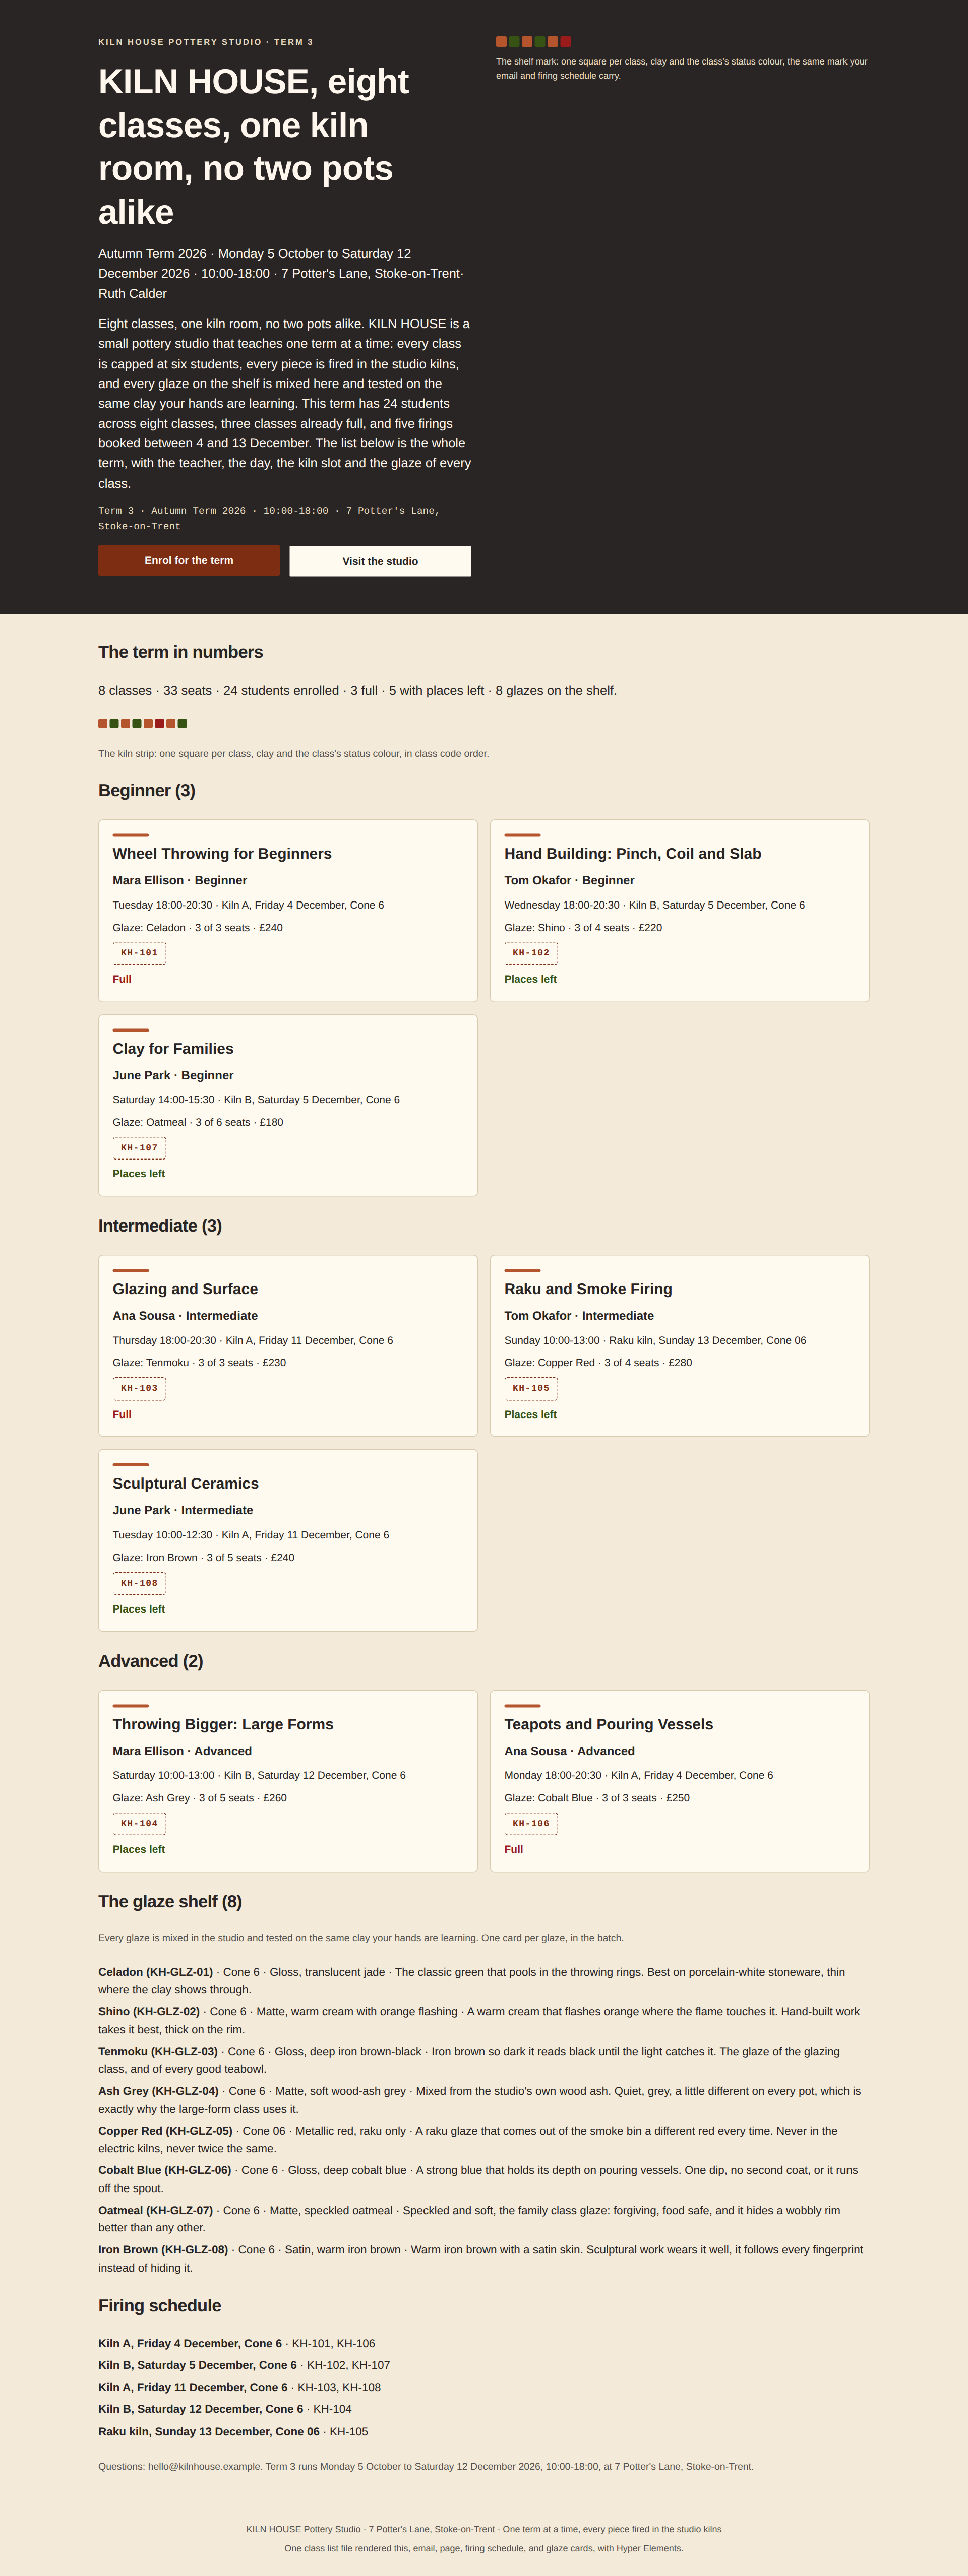 KILN HOUSE POTTERY STUDIO · TERM 3
KILN HOUSE, eight
classes, one kiln
room, no two pots
alike
Autumn Term 2026 · Monday 5 October to Saturday 12
December 2026 · 10:00-18:00 · 7 Potter's Lane, Stoke-on-Trent·
Ruth Calder
Eight classes, one kiln room, no two pots alike. KILN HOUSE is a
small pottery studio that teaches one term at a time: every class
is capped at six students, every piece is fired in the studio kilns,
and every glaze on the shelf is mixed here and tested on the
same clay your hands are learning. This term has 24 students
across eight classes, three classes already full, and five firings
booked between 4 and 13 December. The list below is the whole
term, with the teacher, the day, the kiln slot and the glaze of every
class.
Term 3 · Autumn Term 2026 · 10:00-18:00 · 7 Potter's Lane,
Stoke-on-Trent
Enrol for the term
Visit the studio
The shelf mark: one square per class, clay and the class's status colour, the same mark your
email and firing schedule carry.
The term in numbers
8 classes · 33 seats · 24 students enrolled · 3 full · 5 with places left · 8 glazes on the shelf.
The kiln strip: one square per class, clay and the class's status colour, in class code order.
Beginner (3)
Wheel Throwing for Beginners
Mara Ellison · Beginner
Tuesday 18:00-20:30 · Kiln A, Friday 4 December, Cone 6
Glaze: Celadon · 3 of 3 seats · £240
KH-101
Full
Hand Building: Pinch, Coil and Slab
Tom Okafor · Beginner
Wednesday 18:00-20:30 · Kiln B, Saturday 5 December, Cone 6
Glaze: Shino · 3 of 4 seats · £220
KH-102
Places left
Clay for Families
June Park · Beginner
Saturday 14:00-15:30 · Kiln B, Saturday 5 December, Cone 6
Glaze: Oatmeal · 3 of 6 seats · £180
KH-107
Places left
Intermediate (3)
Glazing and Surface
Ana Sousa · Intermediate
Thursday 18:00-20:30 · Kiln A, Friday 11 December, Cone 6
Glaze: Tenmoku · 3 of 3 seats · £230
KH-103
Full
Raku and Smoke Firing
Tom Okafor · Intermediate
Sunday 10:00-13:00 · Raku kiln, Sunday 13 December, Cone 06
Glaze: Copper Red · 3 of 4 seats · £280
KH-105
Places left
Sculptural Ceramics
June Park · Intermediate
Tuesday 10:00-12:30 · Kiln A, Friday 11 December, Cone 6
Glaze: Iron Brown · 3 of 5 seats · £240
KH-108
Places left
Advanced (2)
Throwing Bigger: Large Forms
Mara Ellison · Advanced
Saturday 10:00-13:00 · Kiln B, Saturday 12 December, Cone 6
Glaze: Ash Grey · 3 of 5 seats · £260
KH-104
Places left
Teapots and Pouring Vessels
Ana Sousa · Advanced
Monday 18:00-20:30 · Kiln A, Friday 4 December, Cone 6
Glaze: Cobalt Blue · 3 of 3 seats · £250
KH-106
Full
The glaze shelf (8)
Every glaze is mixed in the studio and tested on the same clay your hands are learning. One card per glaze, in the batch.
Celadon (KH-GLZ-01) · Cone 6 · Gloss, translucent jade · The classic green that pools in the throwing rings. Best on porcelain-white stoneware, thin
where the clay shows through.
Shino (KH-GLZ-02) · Cone 6 · Matte, warm cream with orange flashing · A warm cream that flashes orange where the flame touches it. Hand-built work
takes it best, thick on the rim.
Tenmoku (KH-GLZ-03) · Cone 6 · Gloss, deep iron brown-black · Iron brown so dark it reads black until the light catches it. The glaze of the glazing
class, and of every good teabowl.
Ash Grey (KH-GLZ-04) · Cone 6 · Matte, soft wood-ash grey · Mixed from the studio's own wood ash. Quiet, grey, a little different on every pot, which is
exactly why the large-form class uses it.
Copper Red (KH-GLZ-05) · Cone 06 · Metallic red, raku only · A raku glaze that comes out of the smoke bin a different red every time. Never in the
electric kilns, never twice the same.
Cobalt Blue (KH-GLZ-06) · Cone 6 · Gloss, deep cobalt blue · A strong blue that holds its depth on pouring vessels. One dip, no second coat, or it runs
off the spout.
Oatmeal (KH-GLZ-07) · Cone 6 · Matte, speckled oatmeal · Speckled and soft, the family class glaze: forgiving, food safe, and it hides a wobbly rim
better than any other.
Iron Brown (KH-GLZ-08) · Cone 6 · Satin, warm iron brown · Warm iron brown with a satin skin. Sculptural work wears it well, it follows every fingerprint
instead of hiding it.
Firing schedule
Kiln A, Friday 4 December, Cone 6 · KH-101, KH-106
Kiln B, Saturday 5 December, Cone 6 · KH-102, KH-107
Kiln A, Friday 11 December, Cone 6 · KH-103, KH-108
Kiln B, Saturday 12 December, Cone 6 · KH-104
Raku kiln, Sunday 13 December, Cone 06 · KH-105
Questions: hello@kilnhouse.example. Term 3 runs Monday 5 October to Saturday 12 December 2026, 10:00-18:00, at 7 Potter's Lane, Stoke-on-Trent.
KILN HOUSE Pottery Studio · 7 Potter's Lane, Stoke-on-Trent · One term at a time, every piece fired in the studio kilns
One class list file rendered this, email, page, firing schedule, and glaze cards, with Hyper Elements.